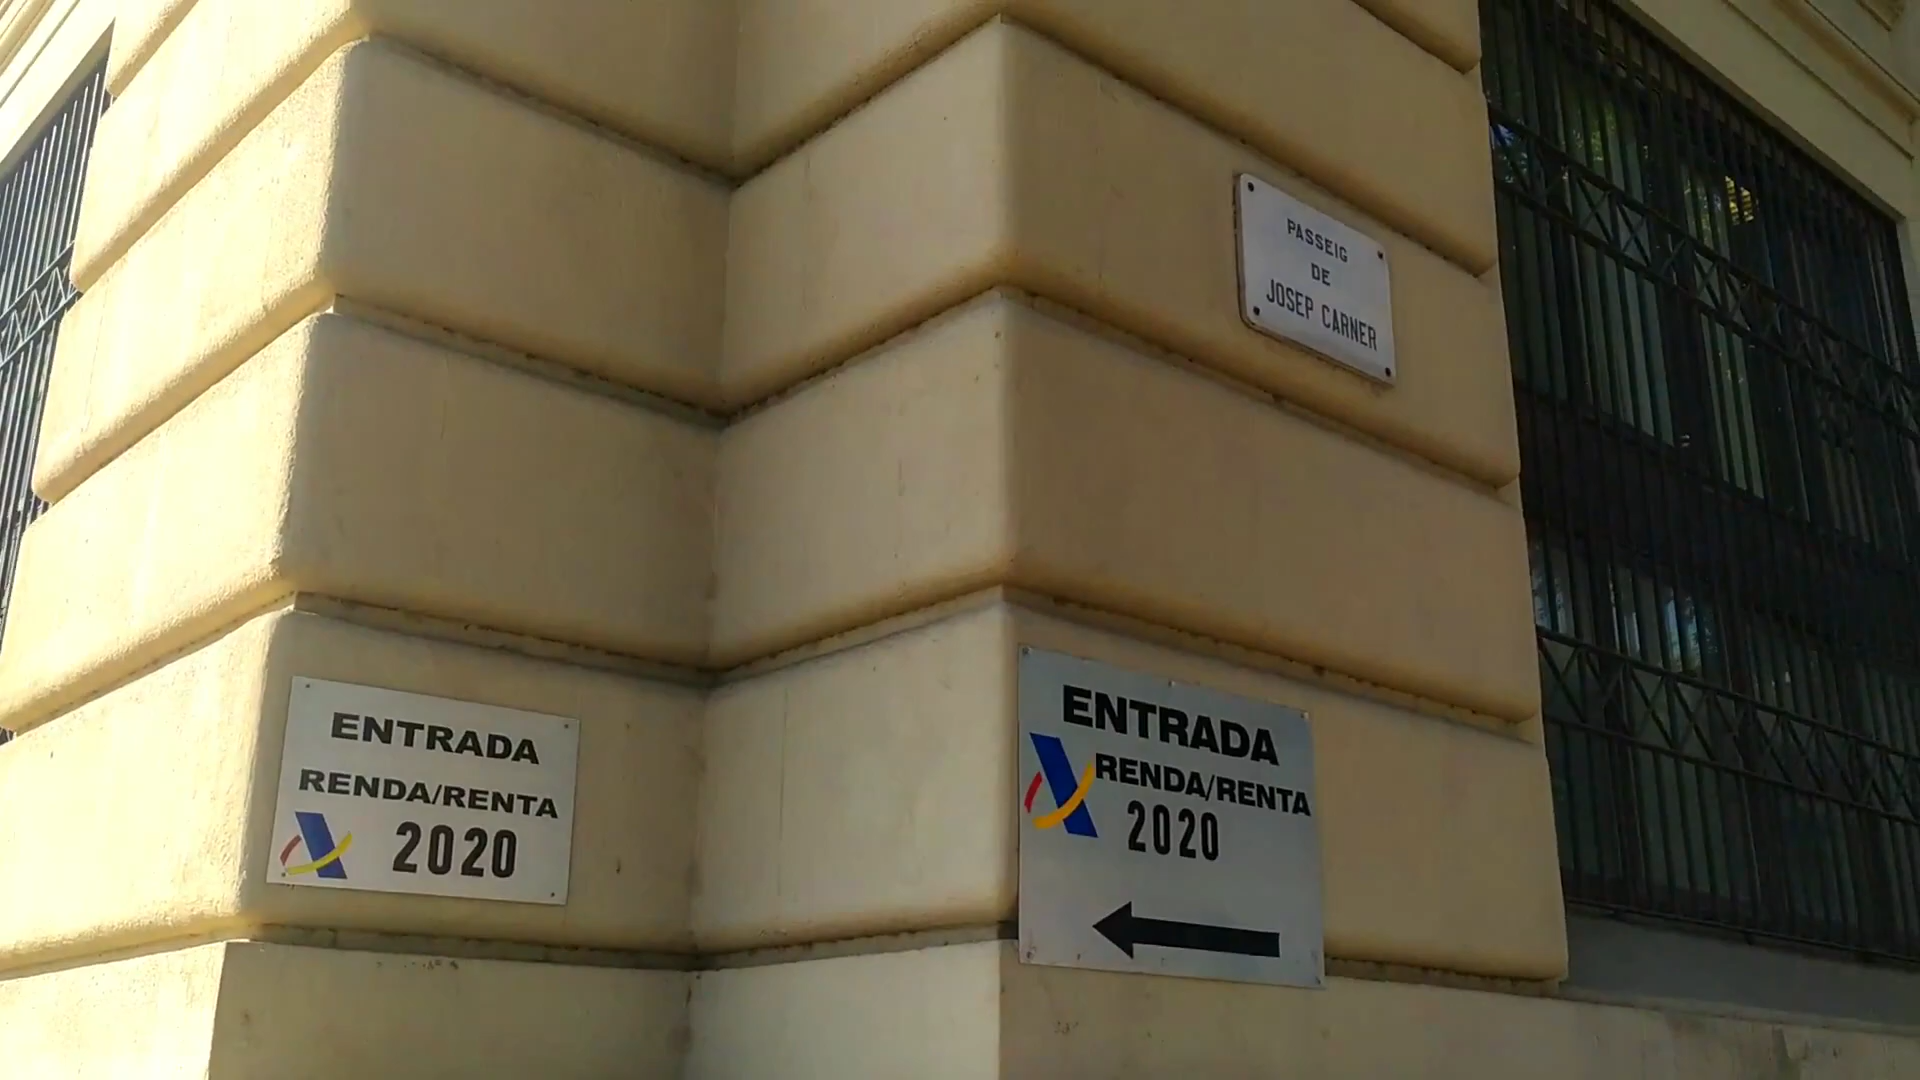 PASSEIG
DE
JOSEP CARNER
ENTRADA
RENDA/RENTA
2020
ENTRADA
RENDA/RENTA
2020